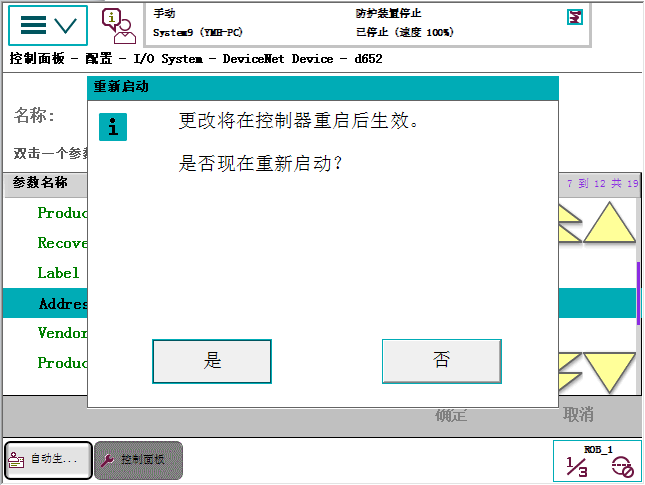 手动
防护装置停止
System9 (YMH-PC)
已停止 (速度 100%)
控制面板 - 配置 - I/O System - DeviceNet Device - d652
重新启动
名称:
i
更改将在控制器重启后生效。
双击一个参
是否现在重新启动？
参数名称
7 到 12 共 19
Produc
Recove
Label
Addres
Vendor
Produc
是
否
确定
取消
自动生...
控制面板
ROB_1
1/3